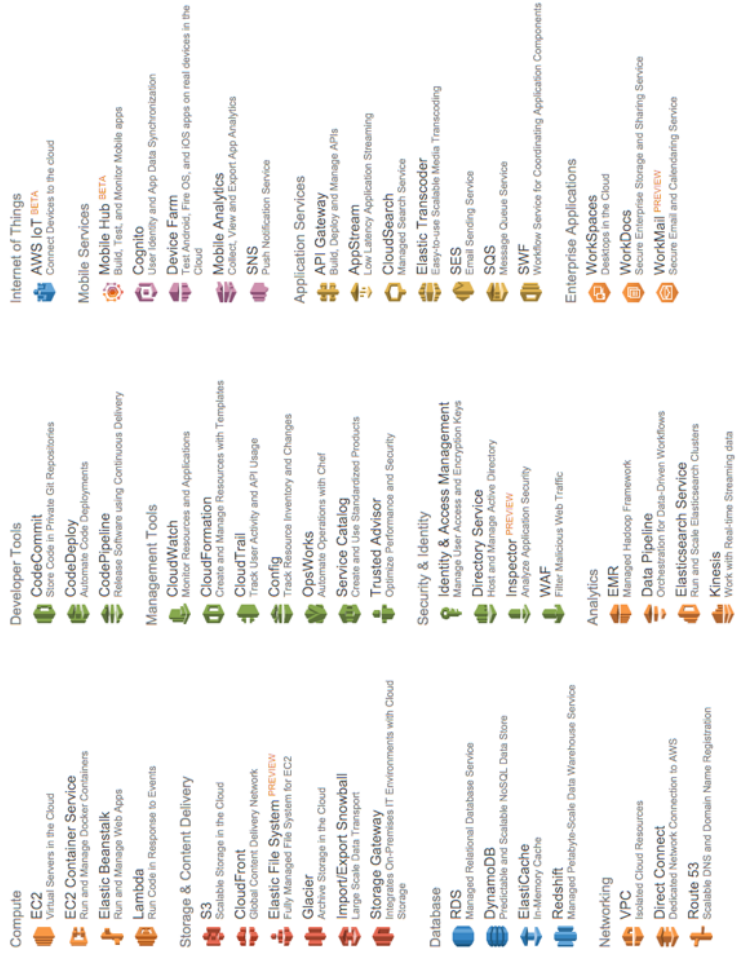 Compute
EC2
Virtual Servers in the Cloud
EC2 Container Service
Run and Manage Docker Containers
Elastic Beanstalk
Run and Manage Web Apps
Lambda
Run Code in Response to Events
Storage & Content Delivery
S3
Scalable Storage in the Cloud
CloudFront
Global Content Delivery Network
Elastic File System PREVIEW
Fully Managed File System for EC2
Glacier
Archive Storage in the Cloud
Import/Export Snowball
Large Scale Data Transport
Storage Gateway
Integrates On-Premises IT Environments with Cloud
Storage
Database
RDS
Managed Relational Database Service
DynamoDB
Predictable and Scalable NoSQL Data Store
ElastiCache
In-Memory Cache
Redshift
Managed Petabyte-Scale Data Warehouse Service
Networking
VPC
Isolated Cloud Resources
Direct Connect
Dedicated Network Connection to AWS
Route 53
Scalable DNS and Domain Name Registration
Developer Tools
CodeCommit
Store Code in Private Git Repositories
CodeDeploy
Automate Code Deployments
CodePipeline
Release Software using Continuous Delivery
Management Tools
CloudWatch
Monitor Resources and Applications
CloudFormation
Create and Manage Resources with Templates
CloudTrail
Track User Activity and API Usage
Config
Track Resource Inventory and Changes
OpsWorks
Automate Operations with Chef
Service Catalog
Create and Use Standardized Products
Trusted Advisor
Optimize Performance and Security
Security & Identity
Identity & Access Management
Manage User Access and Encryption Keys
Directory Service
Host and Manage Active Directory
Inspector PREVIEW
Analyze Application Security
WAF
Filter Malicious Web Traffic
Analytics
EMR
Managed Hadoop Framework
Data Pipeline
Orchestration for Data-Driven Workflows
Elasticsearch Service
Run and Scale Elasticsearch Clusters
Kinesis
Work with Real-time Streaming data
Internet of Things
AWS IoT BETA
Connect Devices to the cloud
Mobile Services
Mobile Hub BETA
Build, Test, and Monitor Mobile apps
Cognito
User Identity and App Data Synchronization
Device Farm
Test Android, Fire OS, and iOS apps on real devices in the
Cloud
Mobile Analytics
Collect, View and Export App Analytics
SNS
Push Notification Service
Application Services
API Gateway
Build, Deploy and Manage APIs
AppStream
Low Latency Application Streaming
CloudSearch
Managed Search Service
Elastic Transcoder
Easy-to-use Scalable Media Transcoding
SES
Email Sending Service
SQS
Message Queue Service
SWF
Workflow Service for Coordinating Application Components
Enterprise Applications
WorkSpaces
Desktops in the Cloud
WorkDocs
Secure Enterprise Storage and Sharing Service
WorkMail PREVIEW
Secure Email and Calendaring Service